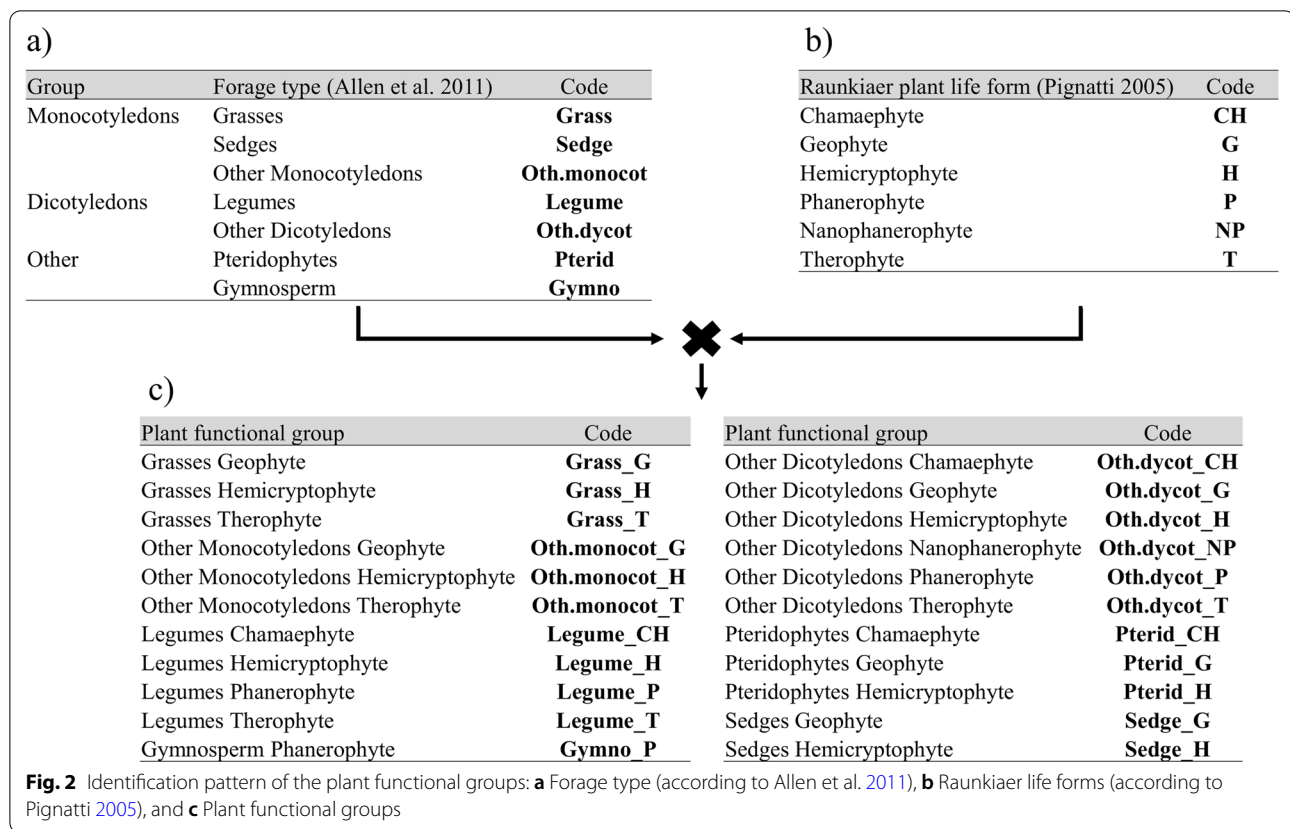 a)
Group Forage type (Allen et al. 2011) Code
Monocotyledons Grasses Grass
Sedges Sedge
Other Monocotyledons Oth.monocot
Dicotyledons Legumes Legume
Other Dicotyledons Oth.dycot
Other Pteridophytes Pterid
Gymnosperm Gymno
b)
Raunkiaer plant life form (Pignatti 2005) Code
Chamaephyte CH
Geophyte G
Hemicryptophyte H
Phanerophyte P
Nanophanerophyte NP
Therophyte T
c)
Plant functional group Code
Grasses Geophyte Grass_G
Grasses Hemicryptophyte Grass_H
Grasses Therophyte Grass_T
Other Monocotyledons Geophyte Oth.monocot_G
Other Monocotyledons Hemicryptophyte Oth.monocot_H
Other Monocotyledons Therophyte Oth.monocot_T
Legumes Chamaephyte Legume_CH
Legumes Hemicryptophyte Legume_H
Legumes Phanerophyte Legume_P
Legumes Therophyte Legume_T
Gymnosperm Phanerophyte Gymno_P
Plant functional group Code
Other Dicotyledons Chamaephyte Oth.dycot_CH
Other Dicotyledons Geophyte Oth.dycot_G
Other Dicotyledons Hemicryptophyte Oth.dycot_H
Other Dicotyledons Nanophanerophyte Oth.dycot_NP
Other Dicotyledons Phanerophyte Oth.dycot_P
Other Dicotyledons Therophyte Oth.dycot_T
Pteridophytes Chamaephyte Pterid_CH
Pteridophytes Geophyte Pterid_G
Pteridophytes Hemicryptophyte Pterid_H
Sedges Geophyte Sedge_G
Sedges Hemicryptophyte Sedge_H
Fig. 2 Identification pattern of the plant functional groups: a Forage type (according to Allen et al. 2011), b Raunkiaer life forms (according to
Pignatti 2005), and c Plant functional groups